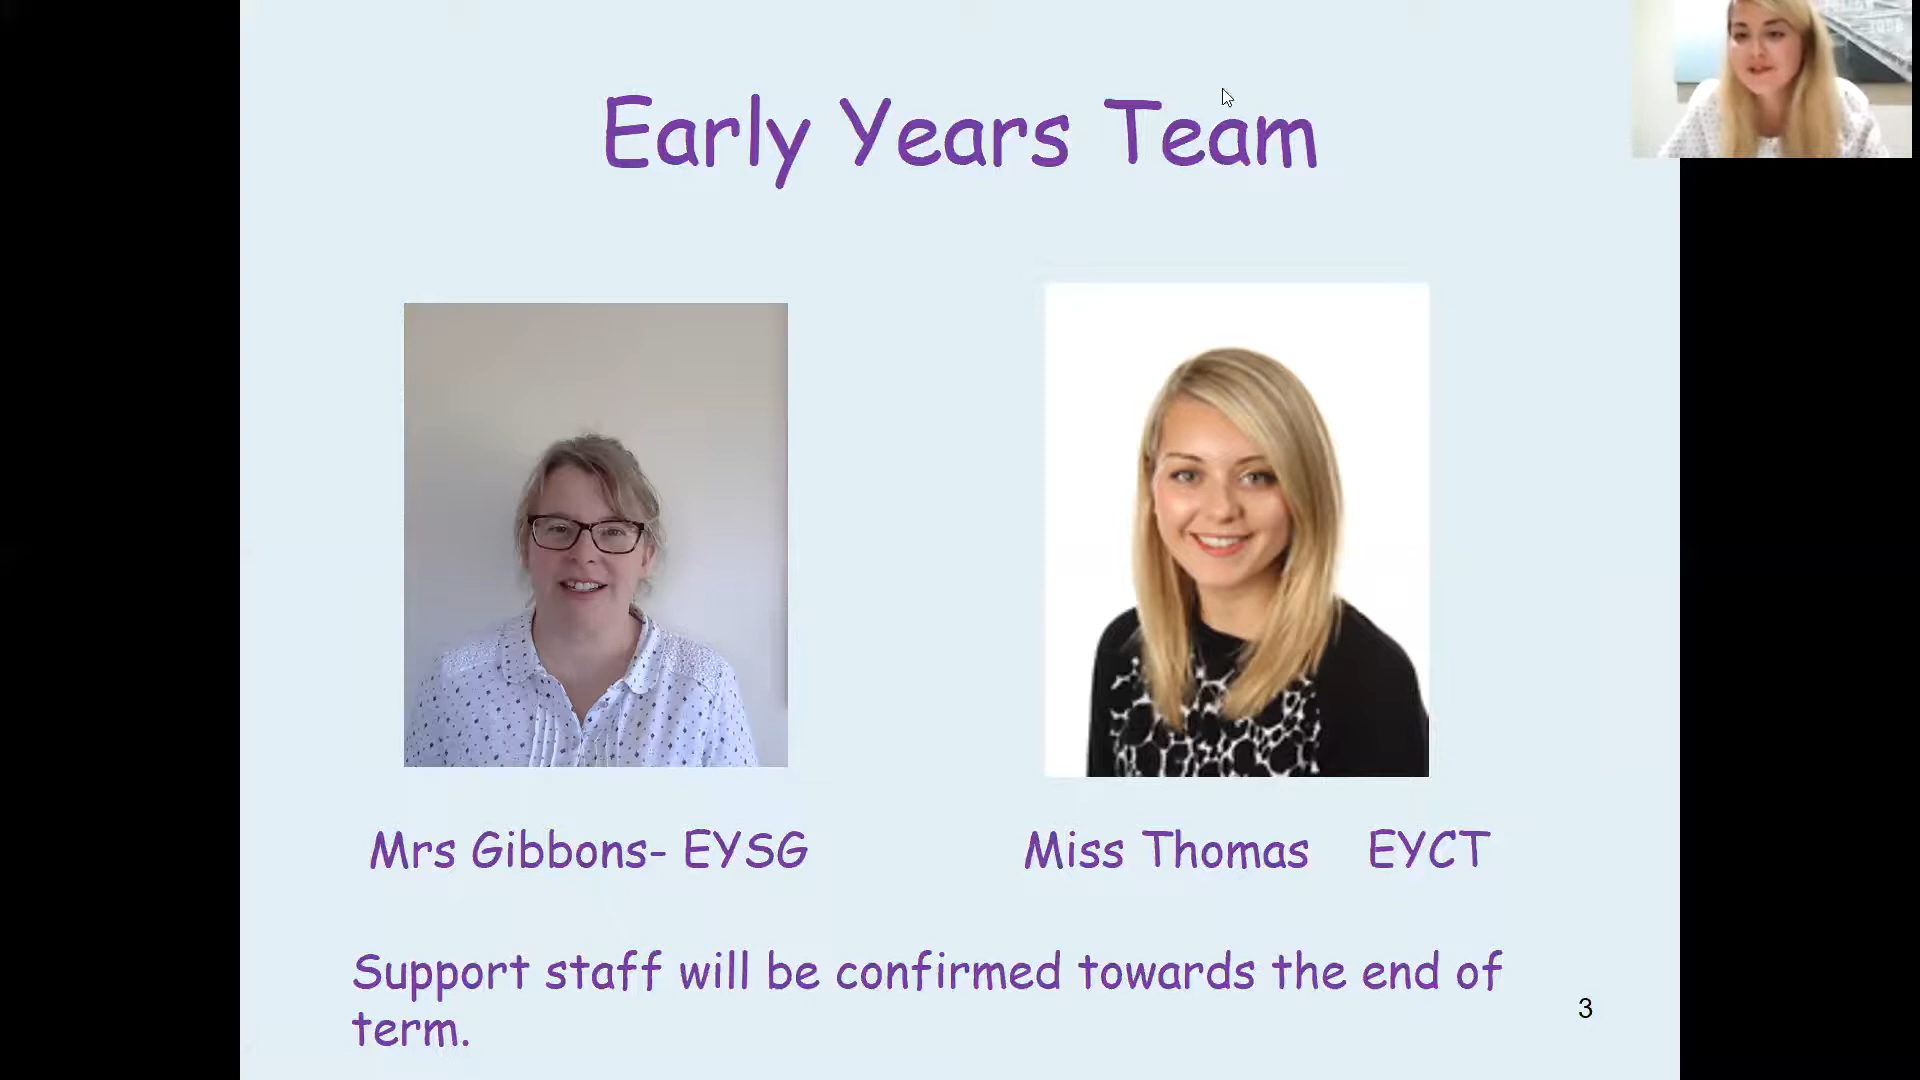 Early Years Team
Mrs Gibbons- EYSG
Miss Thomas EYCT
Support staff will be confirmed towards the end of
term.
3